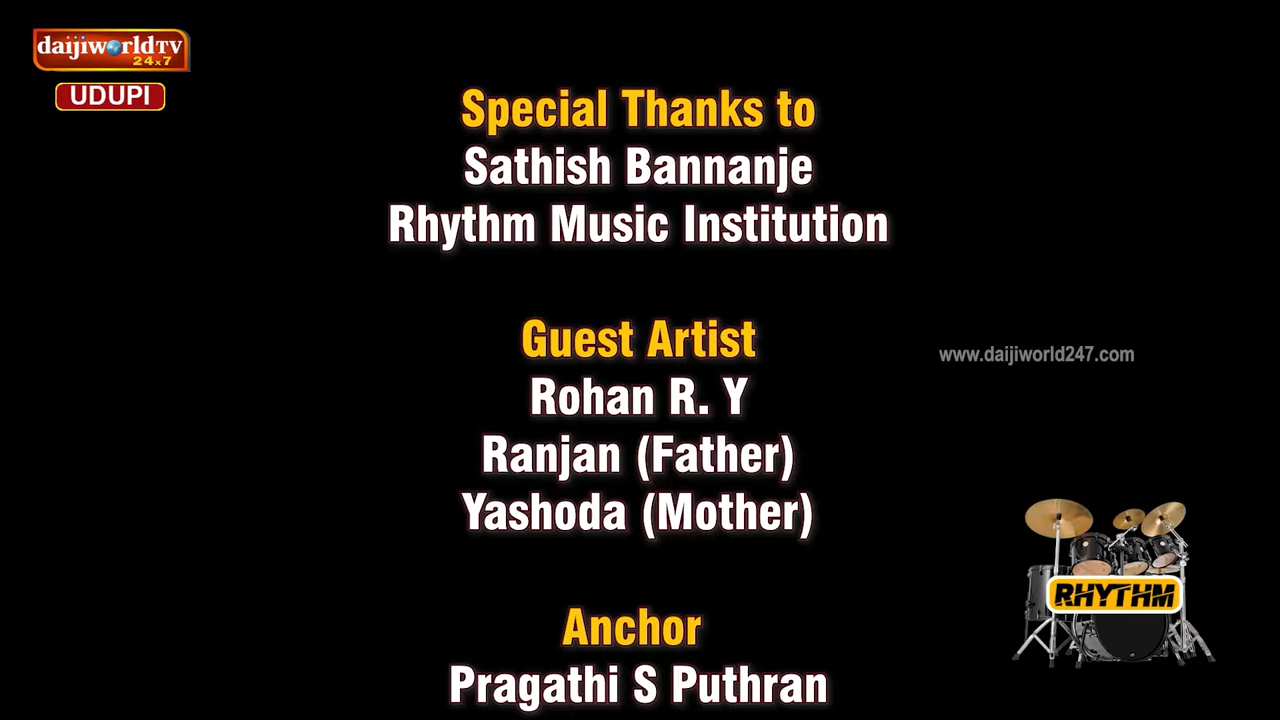 daijiworldTV
24x7
UDUPI
Special Thanks to
Sathish Bannanje
Rhythm Music Institution
Guest Artist
Rohan R. Y
www.daijiworld247.com
Ranjan (Father)
Yashoda (Mother)
RHYTHM
Anchor
Pragathi S Puthran